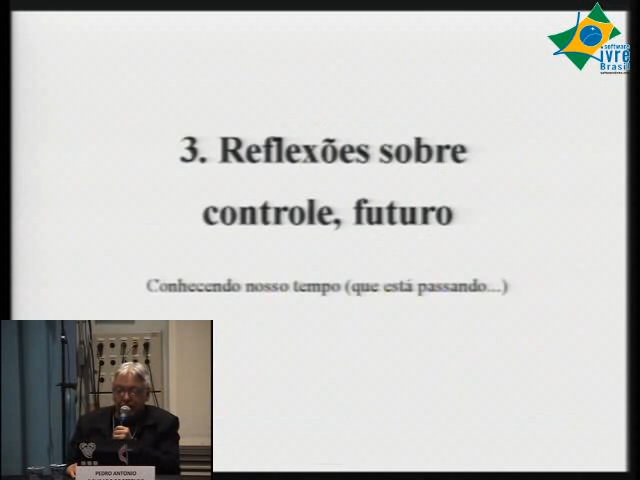 software
livre
Brasil
3. Reflexões sobre
controle, futuro
Conhecendo nosso tempo (que está passando...)
PEDRO ANTONIO